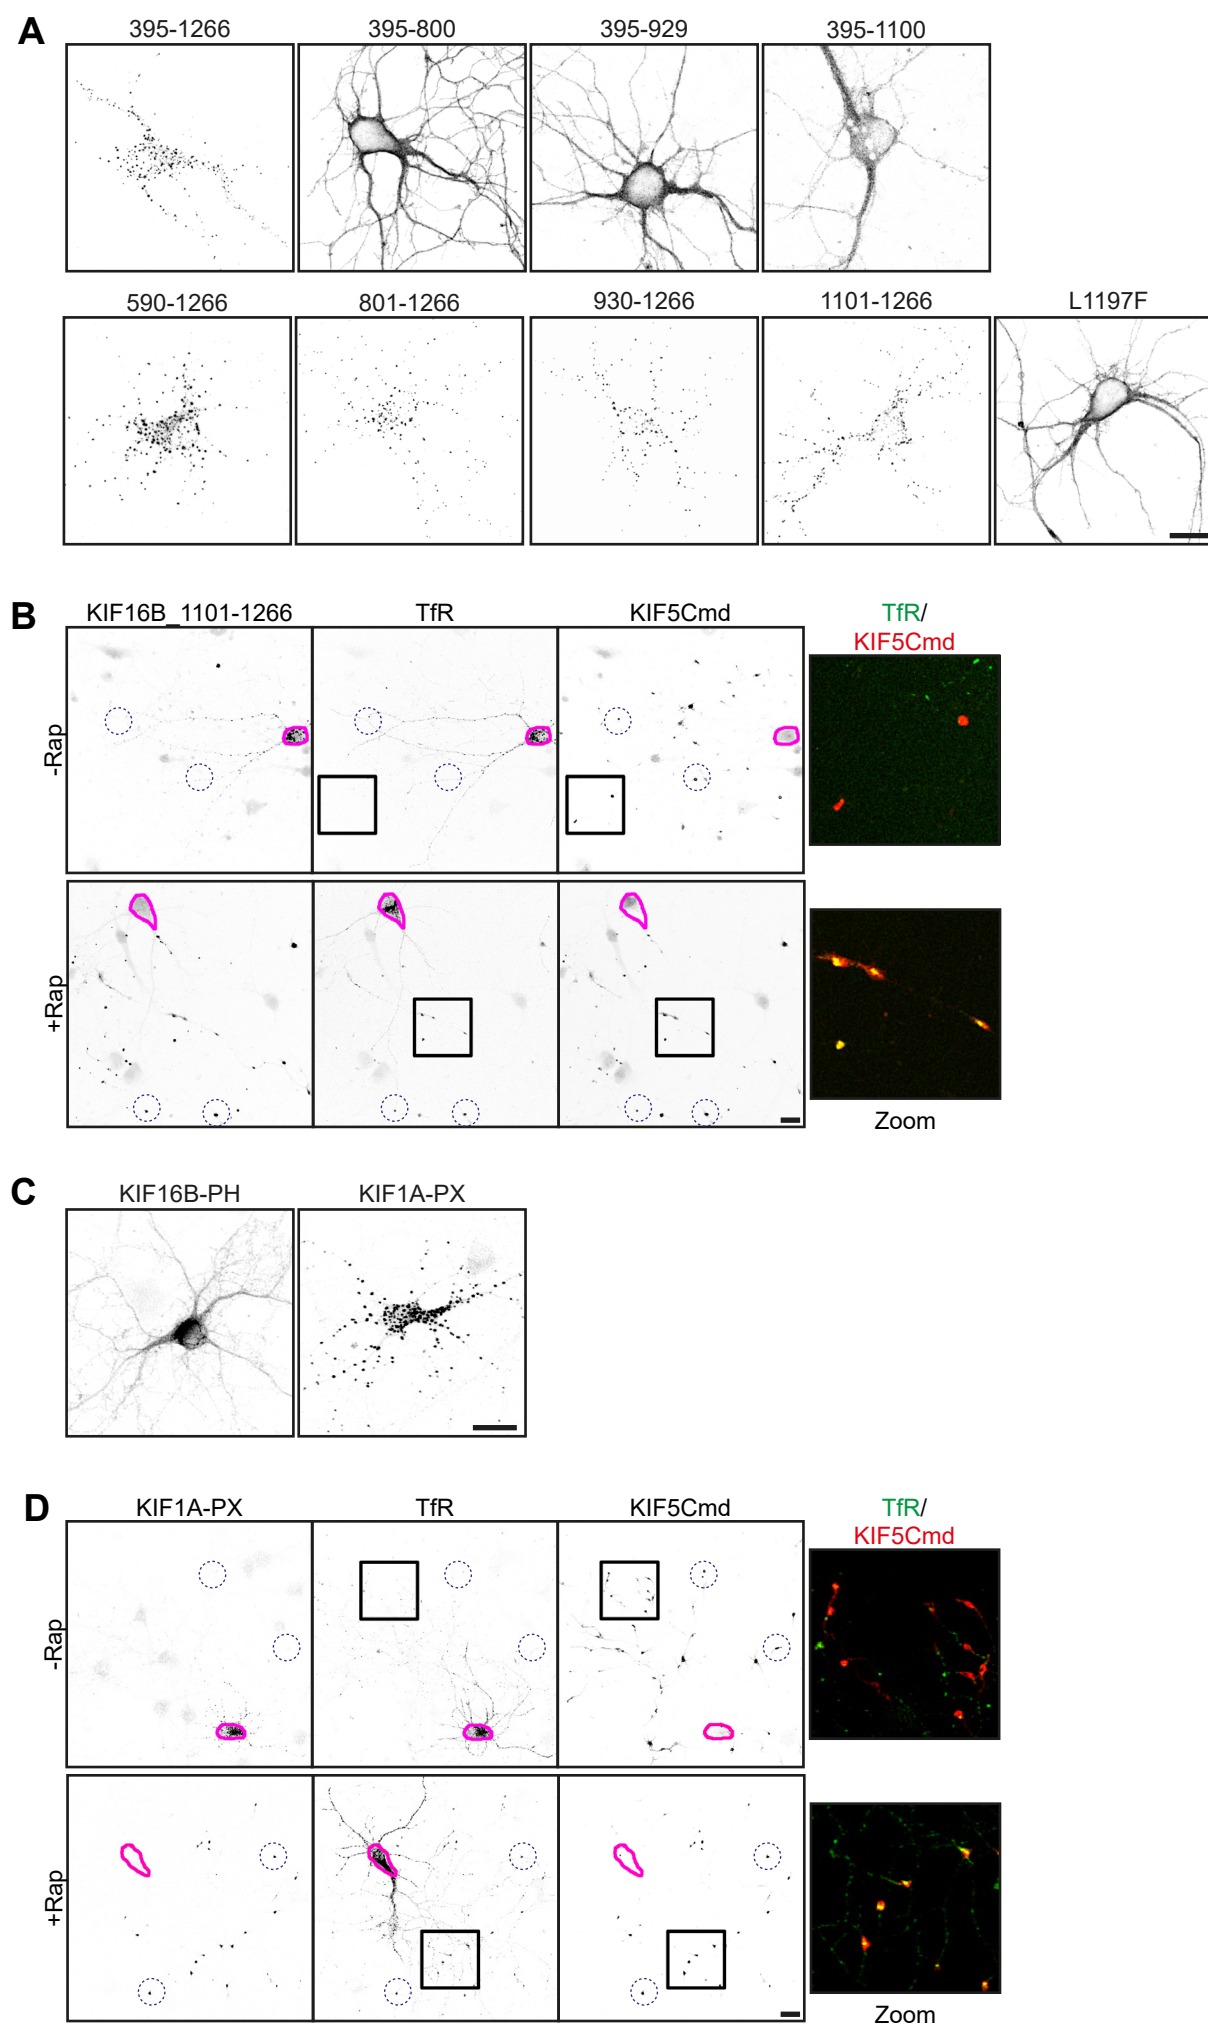 A
395-1266 395-800 395-929 395-1100
590-1266 801-1266 930-1266 1101-1266 L1197F
B
KIF16B_1101-1266 TfR KIF5Cmd TfR/
KIF5Cmd
-Rap
+Rap
Zoom
C
KIF16B-PH KIF1A-PX
D
KIF1A-PX TfR KIF5Cmd TfR/
KIF5Cmd
-Rap
+Rap
Zoom